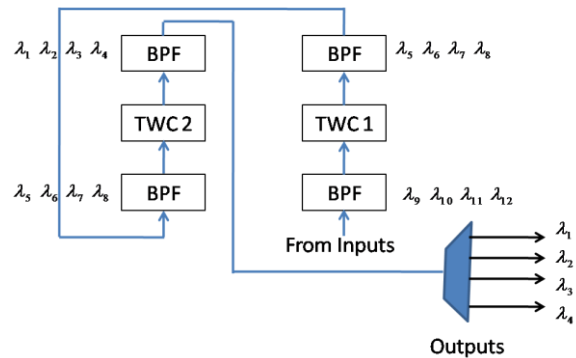 λ₁ λ₂ λ₃ λ₄
BPF
BPF
λ₅ λ₆ λ₇ λ₈
TWC 2
TWC 1
λ₅ λ₆ λ₇ λ₈
BPF
BPF
λ₉ λ₁₀ λ₁₁ λ₁₂
From Inputs
λ₁
λ₂
λ₃
λ₄
Outputs